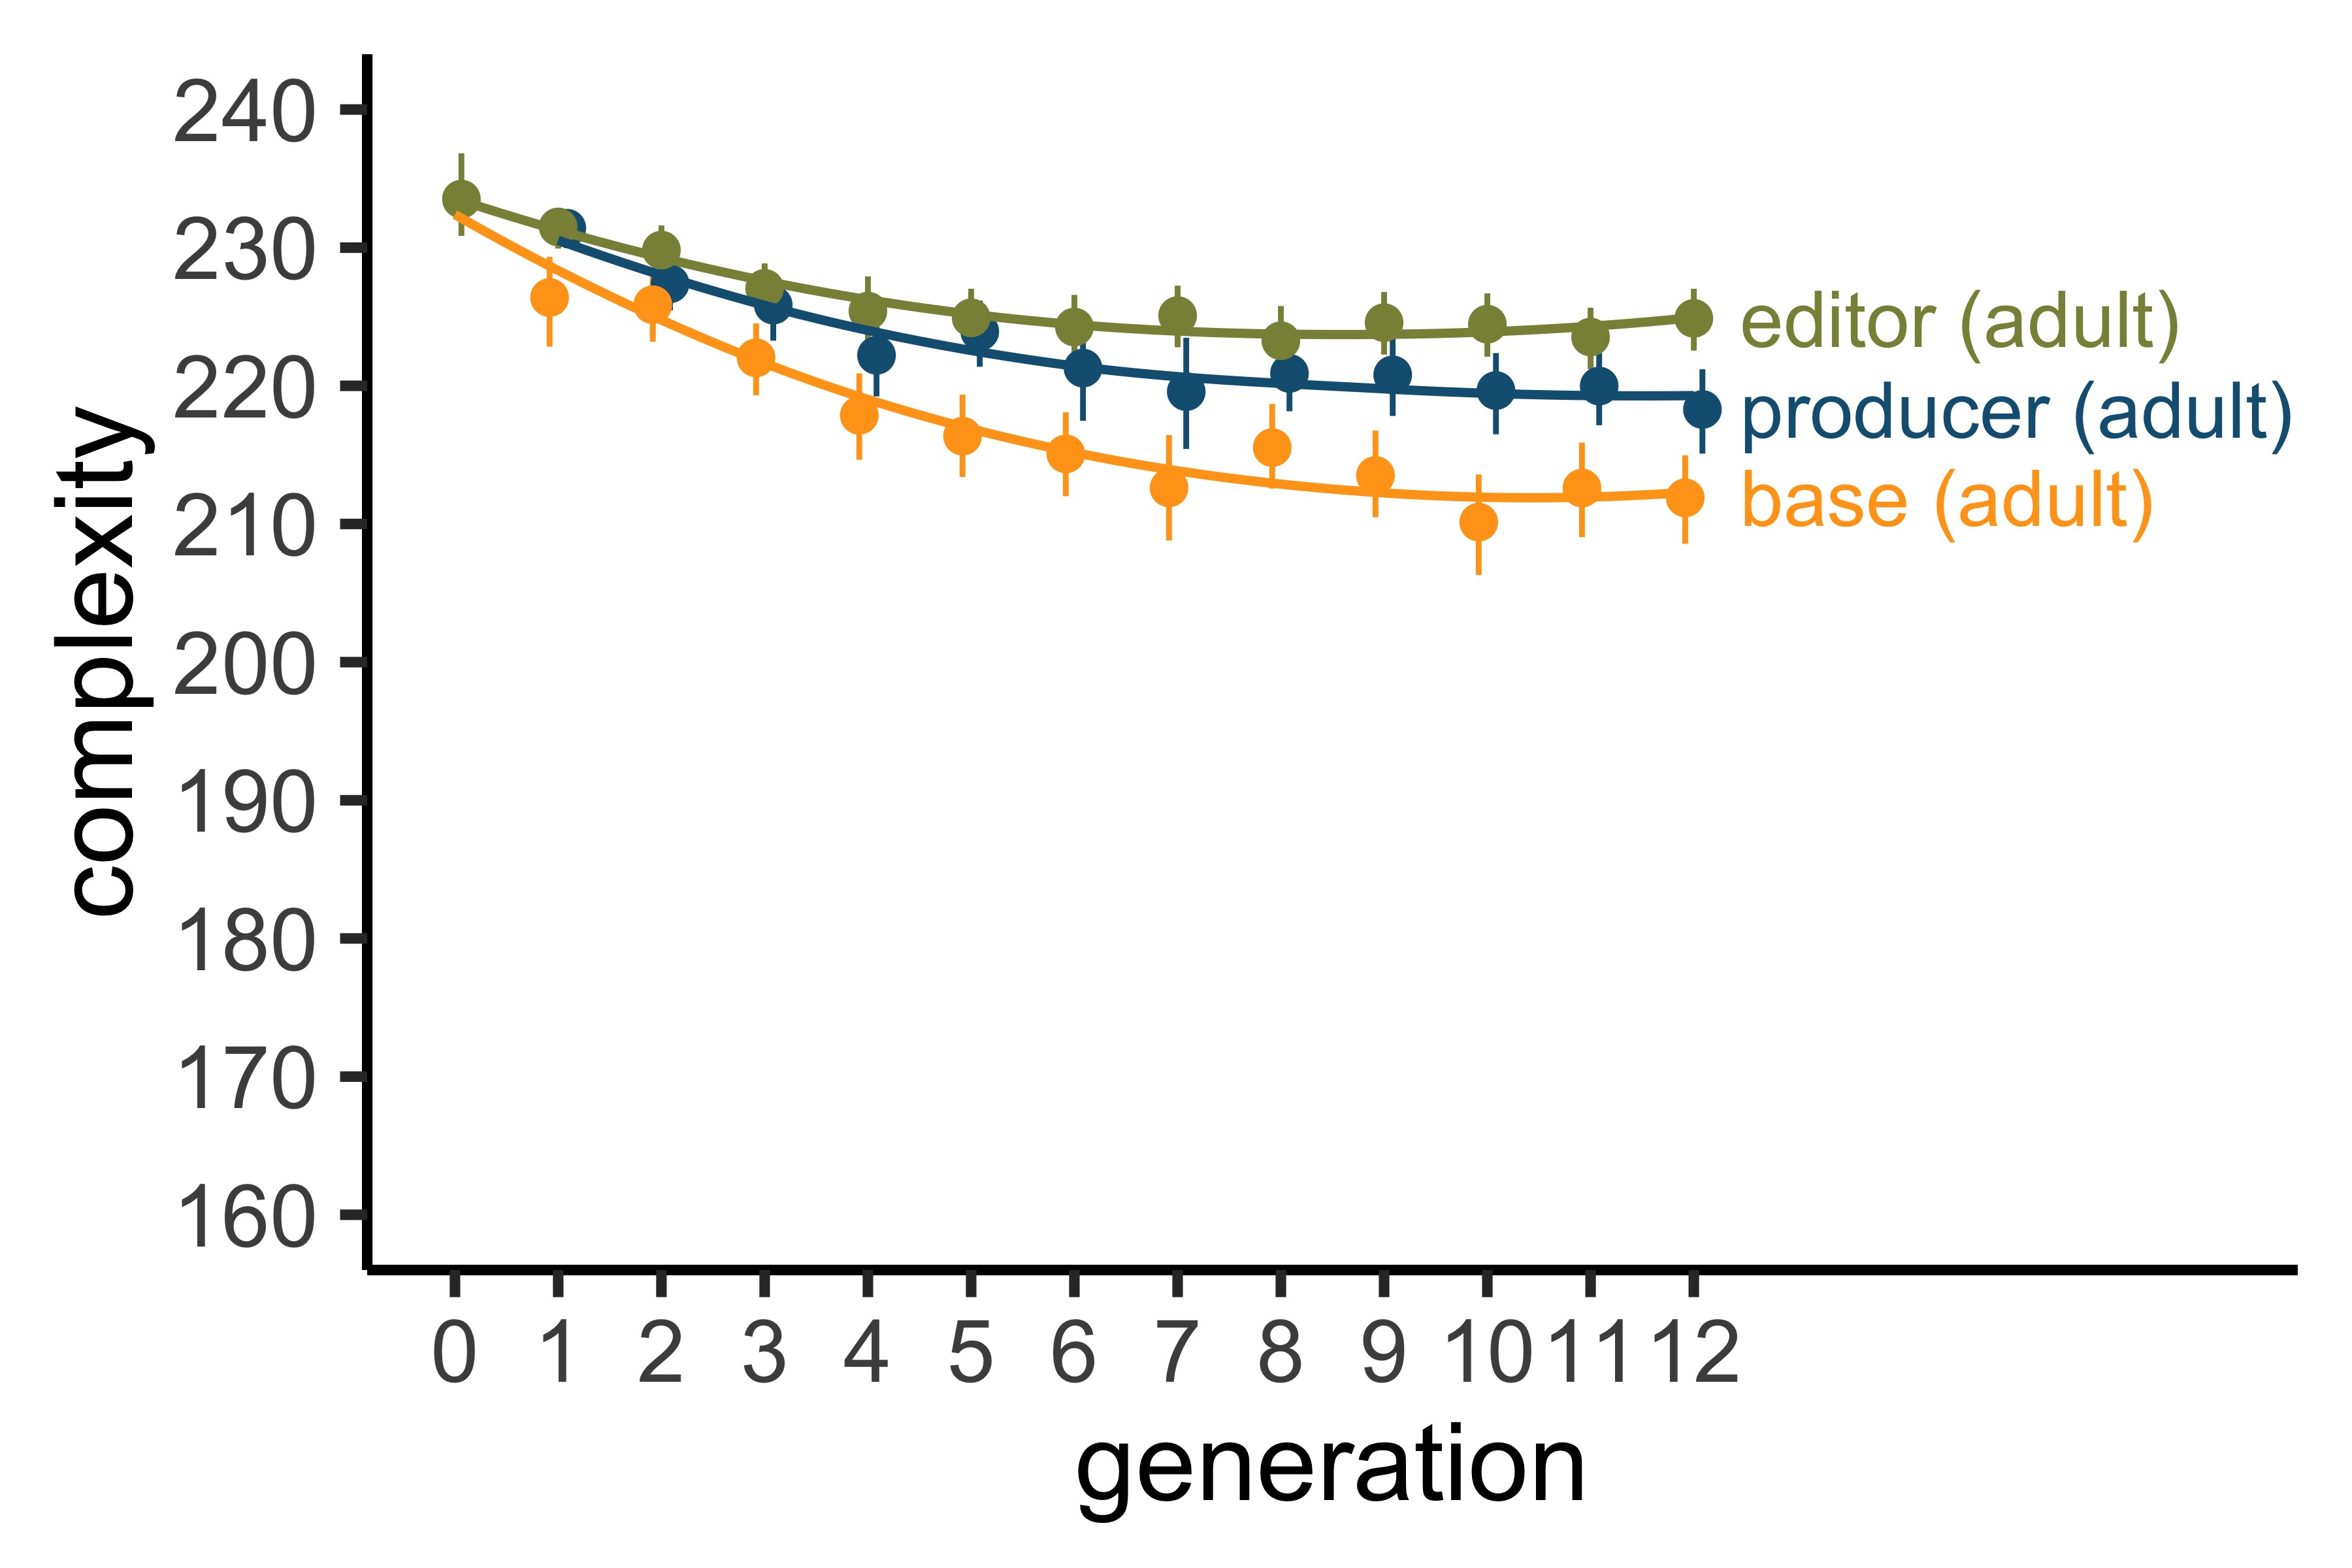 complexity
240
230
220
210
200
190
180
170
160
editor (adult)
producer (adult)
base (adult)
0 1 2 3 4 5 6 7 8 9 10 11 12
generation